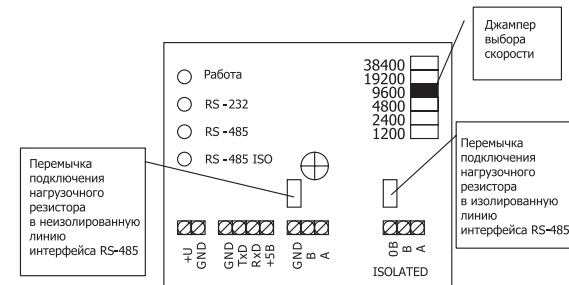 Джампер
выбора
скорости
38400
19200
9600
4800
2400
1200
Работа
RS - 232
RS - 485
RS - 485 ISO
Перемычка
подключения
нагрузочного
резистора
в неизолированную
линию
интерфейса RS-485
Перемычка
подключения
нагрузочного
резистора
в изолированную
линию
интерфейса RS-485
+U
GND
GND
TxD
RxD
+5В
GND
B
A
0В
B
A
ISOLATED